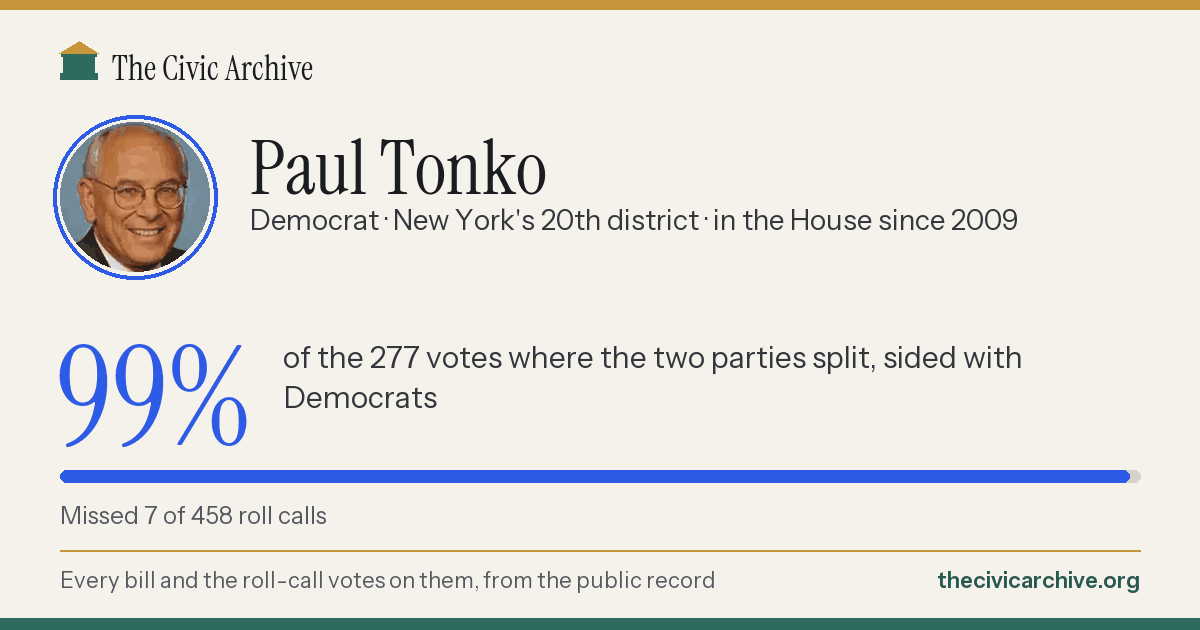 The Civic Archive
Paul Tonko
Democrat · New York's 20th district · in the House since 2009
99%
of the 277 votes where the two parties split, sided with
Democrats
Missed 7 of 458 roll calls
Every bill and the roll-call votes on them, from the public record
thecivicarchive.org